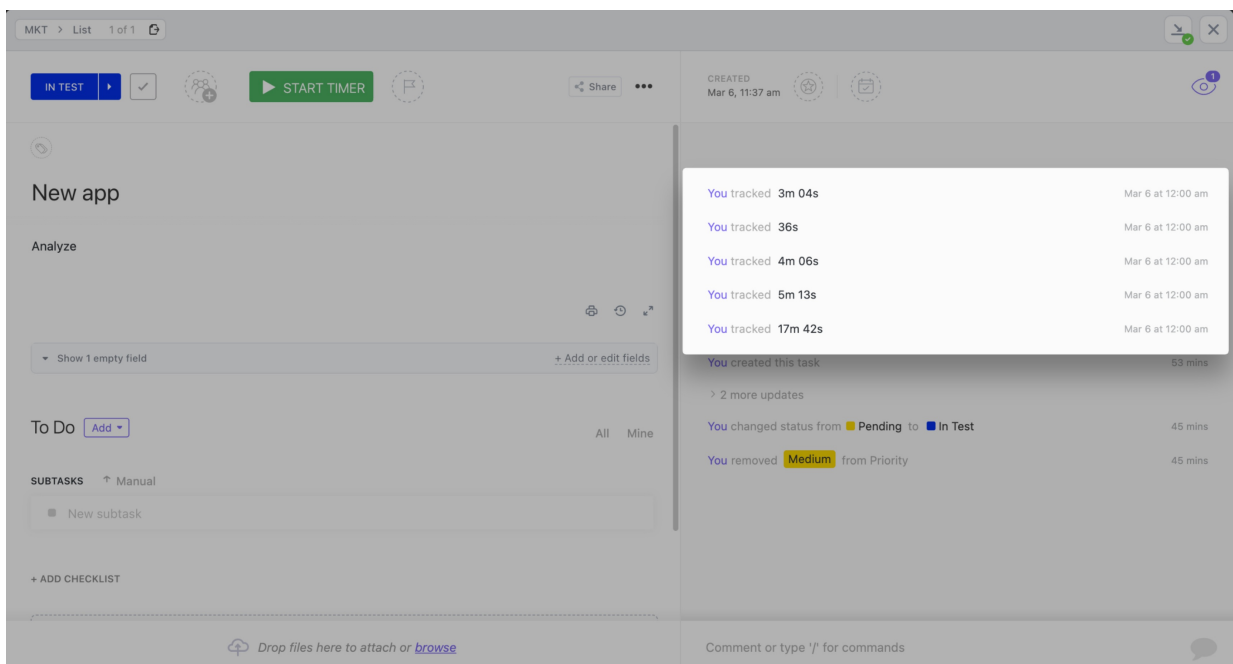 MKT > List 1 of 1
IN TEST
START TIMER
Share
CREATED
Mar 6, 11:37 am
1
New app
Analyze
Show 1 empty field
+ Add or edit fields
To Do
Add
All
Mine
SUBTASKS
Manual
New subtask
+ ADD CHECKLIST
Drop files here to attach or browse
You tracked 3m 04s Mar 6 at 12:00 am
You tracked 36s Mar 6 at 12:00 am
You tracked 4m 06s Mar 6 at 12:00 am
You tracked 5m 13s Mar 6 at 12:00 am
You tracked 17m 42s Mar 6 at 12:00 am
You created this task 53 mins
> 2 more updates
You changed status from Pending to In Test 45 mins
You removed Medium from Priority 45 mins
Comment or type '/' for commands